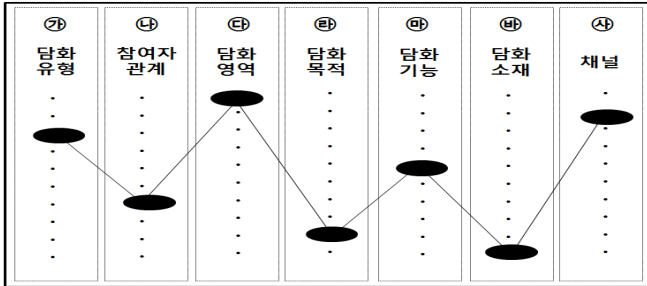 ㉮ ㉯ ㉰ ㉱ ㉲ ㉳ ㉴
담화 참여자 담화 담화 담화 담화 채널
유형 관계 영역 목적 기능 소재